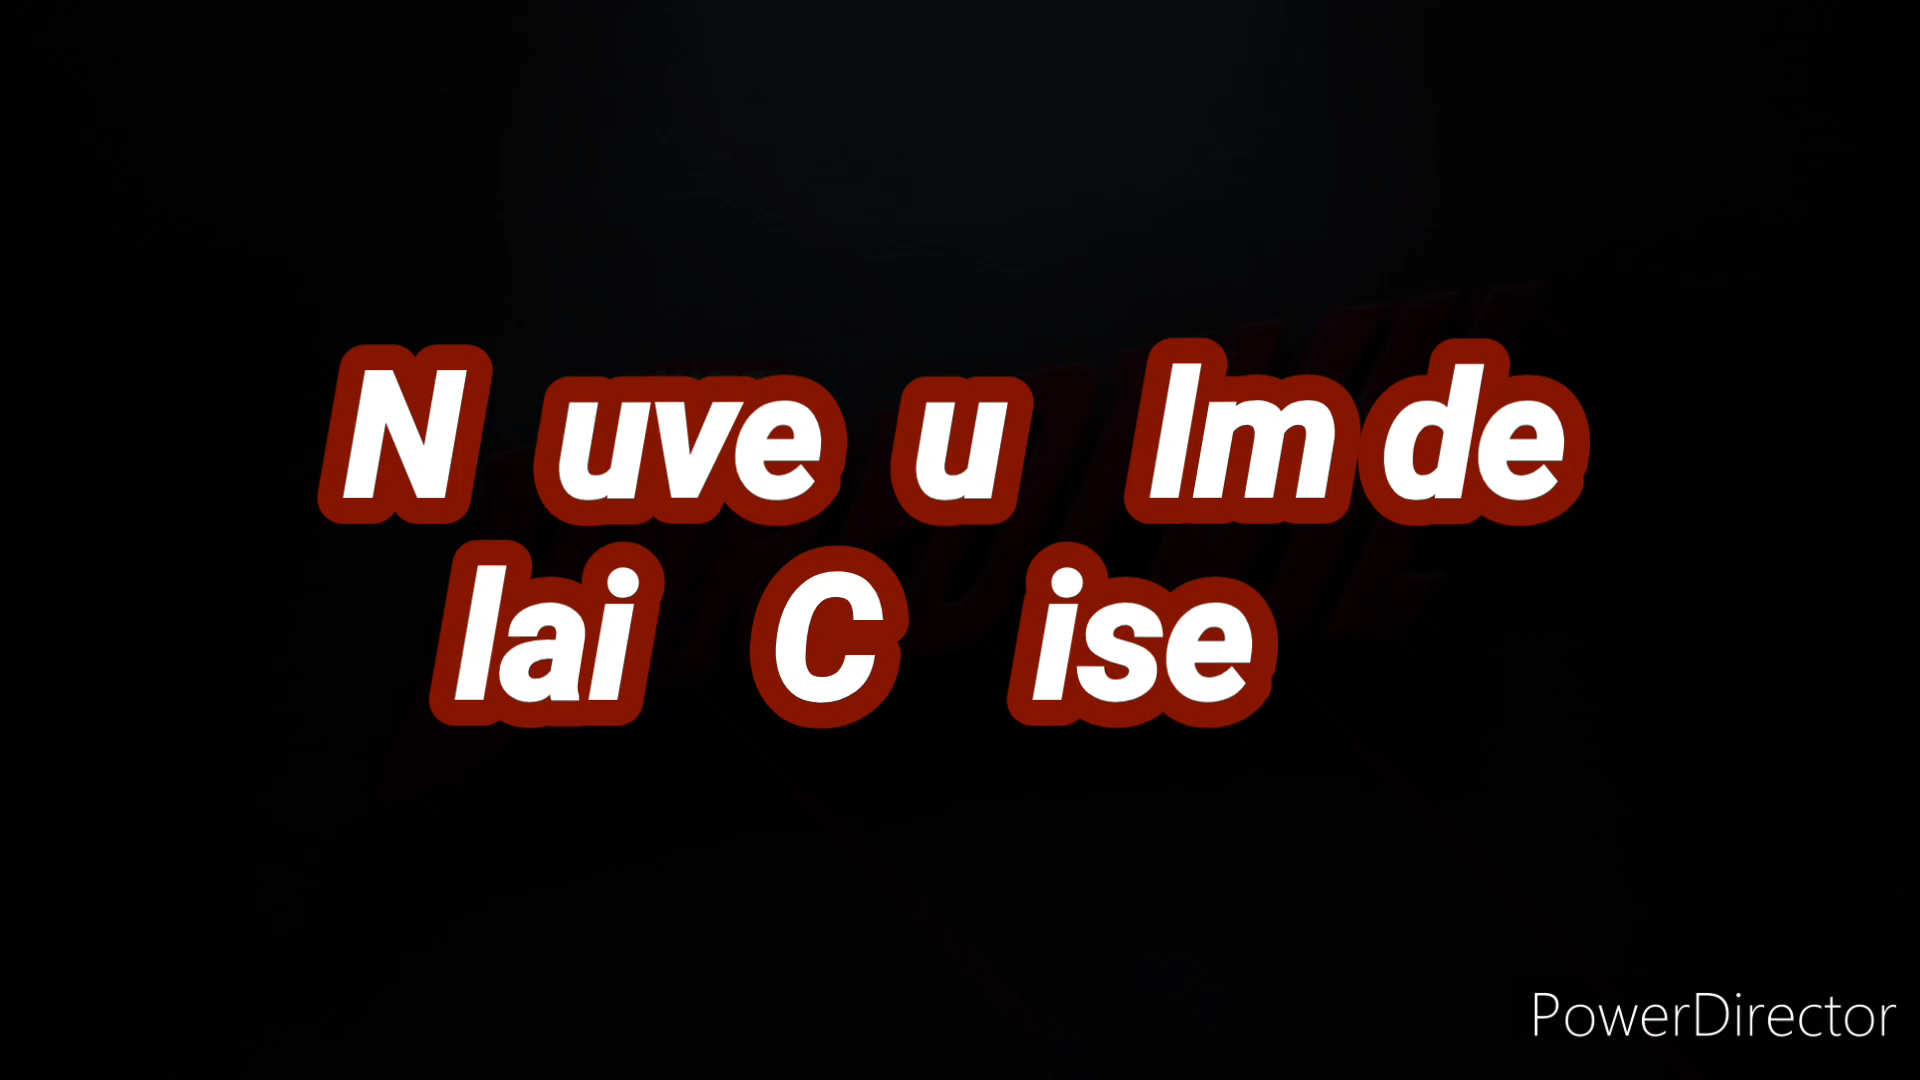 N uve u lm de
lai C ise
PowerDirector